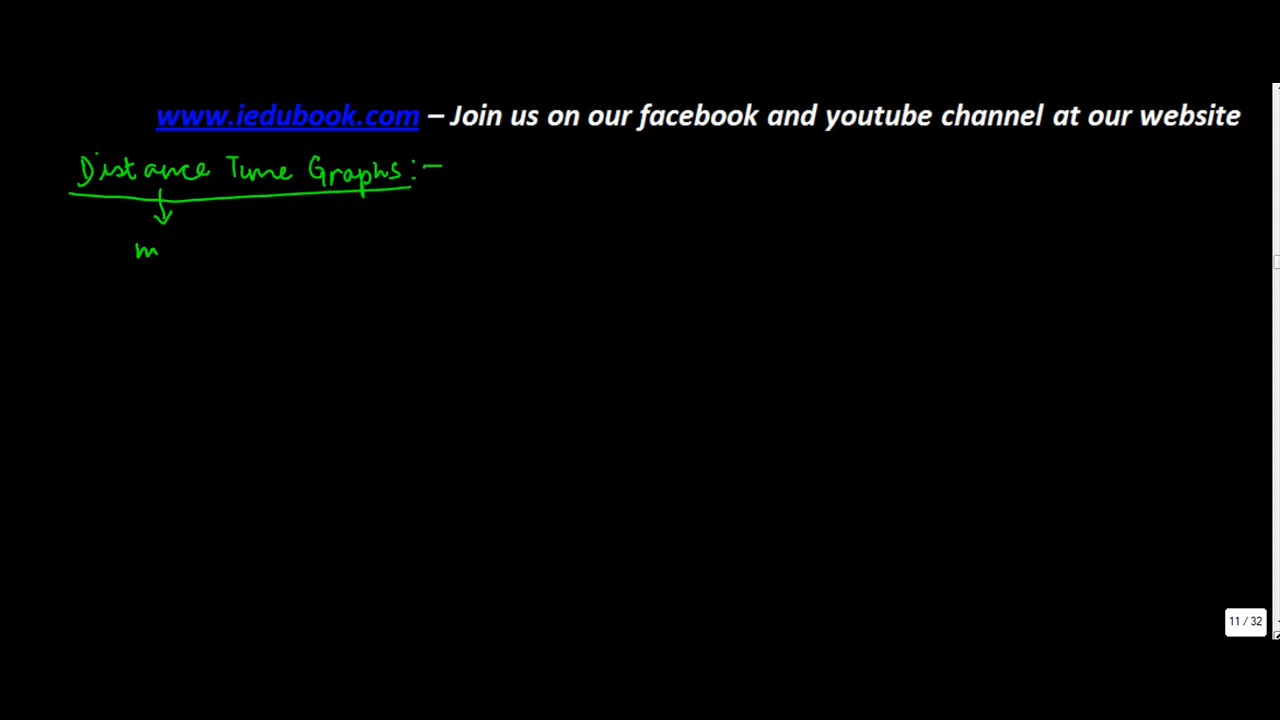 www.iedubook.com – Join us on our facebook and youtube channel at our website
Distance Time Graphs:-
m
11 / 32